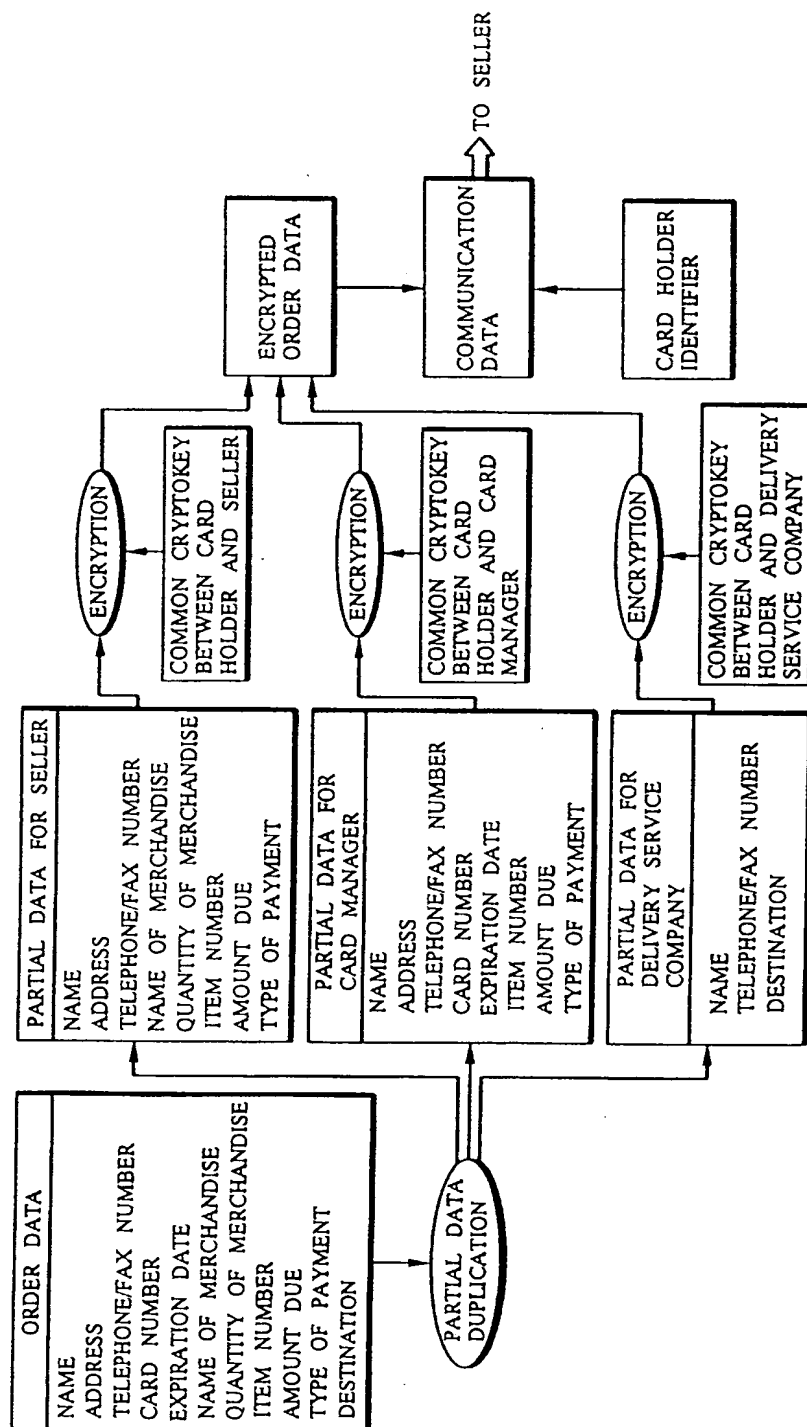 ORDER DATA
NAME
ADDRESS
TELEPHONE/FAX NUMBER
CARD NUMBER
EXPIRATION DATE
NAME OF MERCHANDISE
QUANTITY OF MERCHANDISE
ITEM NUMBER
AMOUNT DUE
TYPE OF PAYMENT
DESTINATION
PARTIAL DATA
DUPLICATION
PARTIAL DATA FOR SELLER
NAME
ADDRESS
TELEPHONE/FAX NUMBER
NAME OF MERCHANDISE
QUANTITY OF MERCHANDISE
ITEM NUMBER
AMOUNT DUE
TYPE OF PAYMENT
PARTIAL DATA FOR
CARD MANAGER
NAME
ADDRESS
TELEPHONE/FAX NUMBER
CARD NUMBER
EXPIRATION DATE
ITEM NUMBER
AMOUNT DUE
TYPE OF PAYMENT
PARTIAL DATA FOR
DELIVERY SERVICE
COMPANY
NAME
TELEPHONE/FAX NUMBER
DESTINATION
ENCRYPTION
COMMON CRYPTOKEY
BETWEEN CARD
HOLDER AND SELLER
ENCRYPTION
COMMON CRYPTOKEY
BETWEEN CARD
HOLDER AND CARD
MANAGER
ENCRYPTION
COMMON CRYPTOKEY
BETWEEN CARD
HOLDER AND DELIVERY
SERVICE COMPANY
ENCRYPTED
ORDER DATA
COMMUNICATION
DATA
TO SELLER
CARD HOLDER
IDENTIFIER